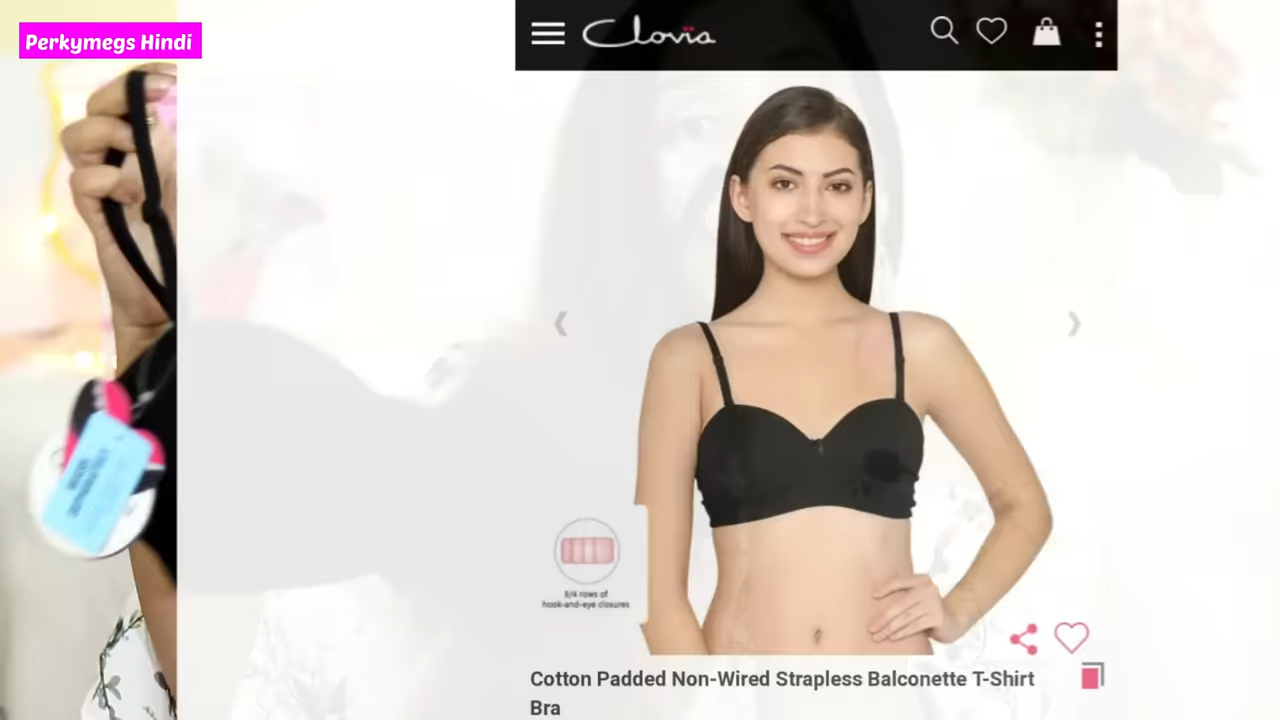 Perkymegs Hindi
Clovia
3/4 rows of
hook-and-eye closures
Cotton Padded Non-Wired Strapless Balconette T-Shirt
Bra